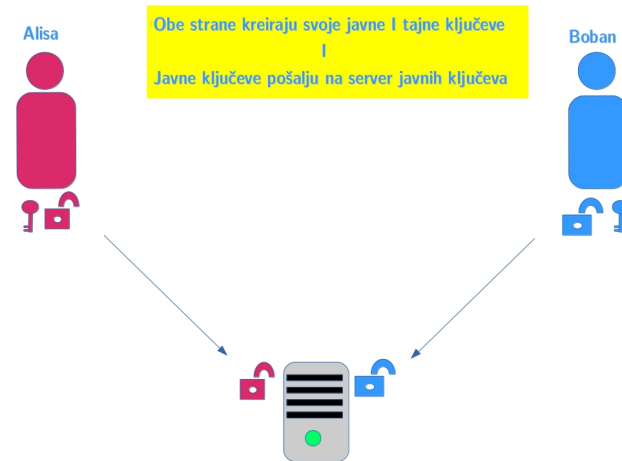 Alisa
Obe strane kreiraju svoje javne I tajne ključeve
I
Javne ključeve pošalju na server javnih ključeva
Boban